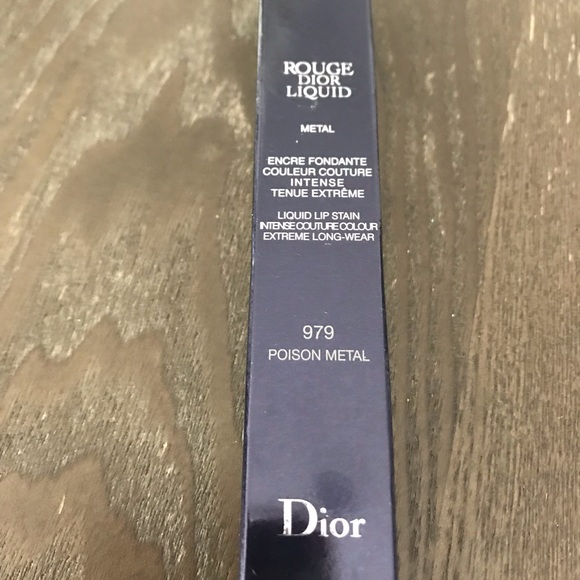 ROUGE
DIOR
LIQUID
METAL
ENCRE FONDANTE
COULEUR COUTURE
INTENSE
TENUE EXTRÊME
LIQUID LIP STAIN
INTENSE COUTURE COLOUR
EXTREME LONG-WEAR
979
POISON METAL
Dior